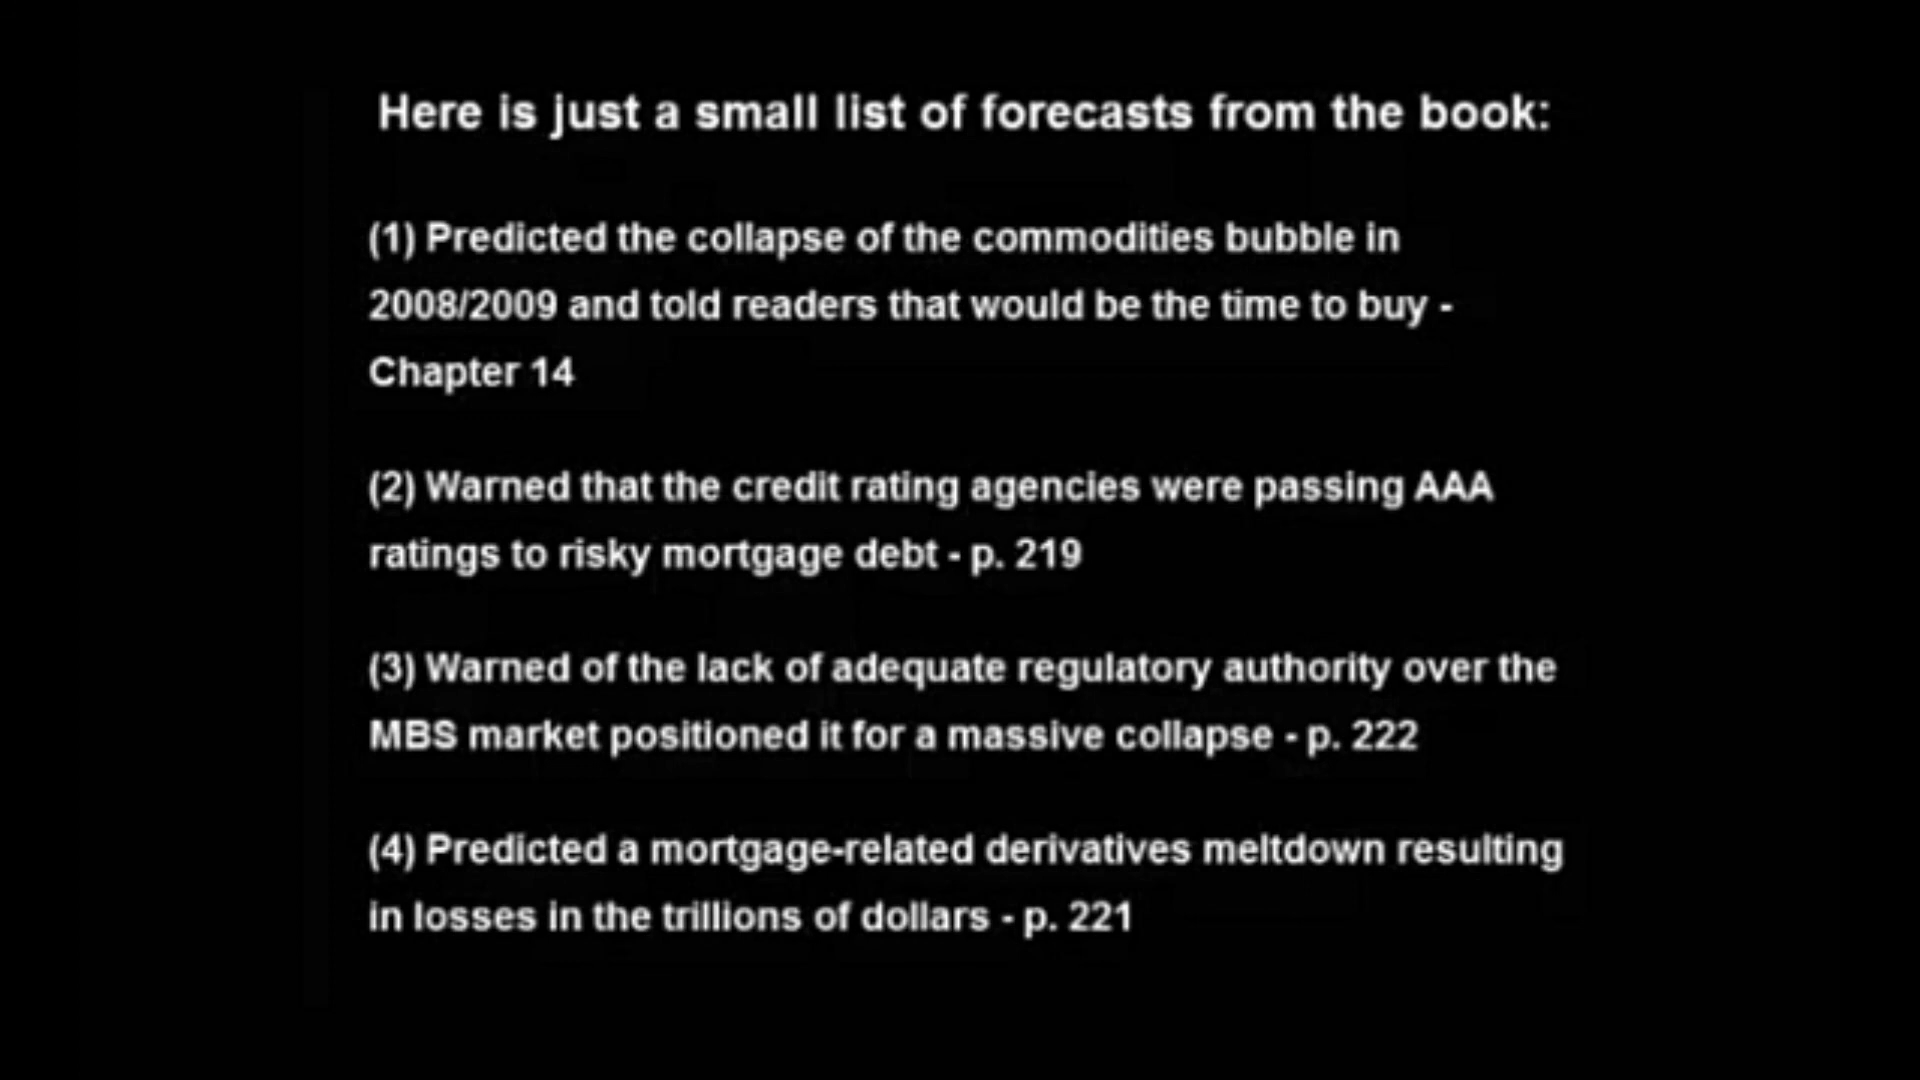 Here is just a small list of forecasts from the book:
(1) Predicted the collapse of the commodities bubble in
2008/2009 and told readers that would be the time to buy -
Chapter 14
(2) Warned that the credit rating agencies were passing AAA
ratings to risky mortgage debt - p. 219
(3) Warned of the lack of adequate regulatory authority over the
MBS market positioned it for a massive collapse - p. 222
(4) Predicted a mortgage-related derivatives meltdown resulting
in losses in the trillions of dollars - p. 221